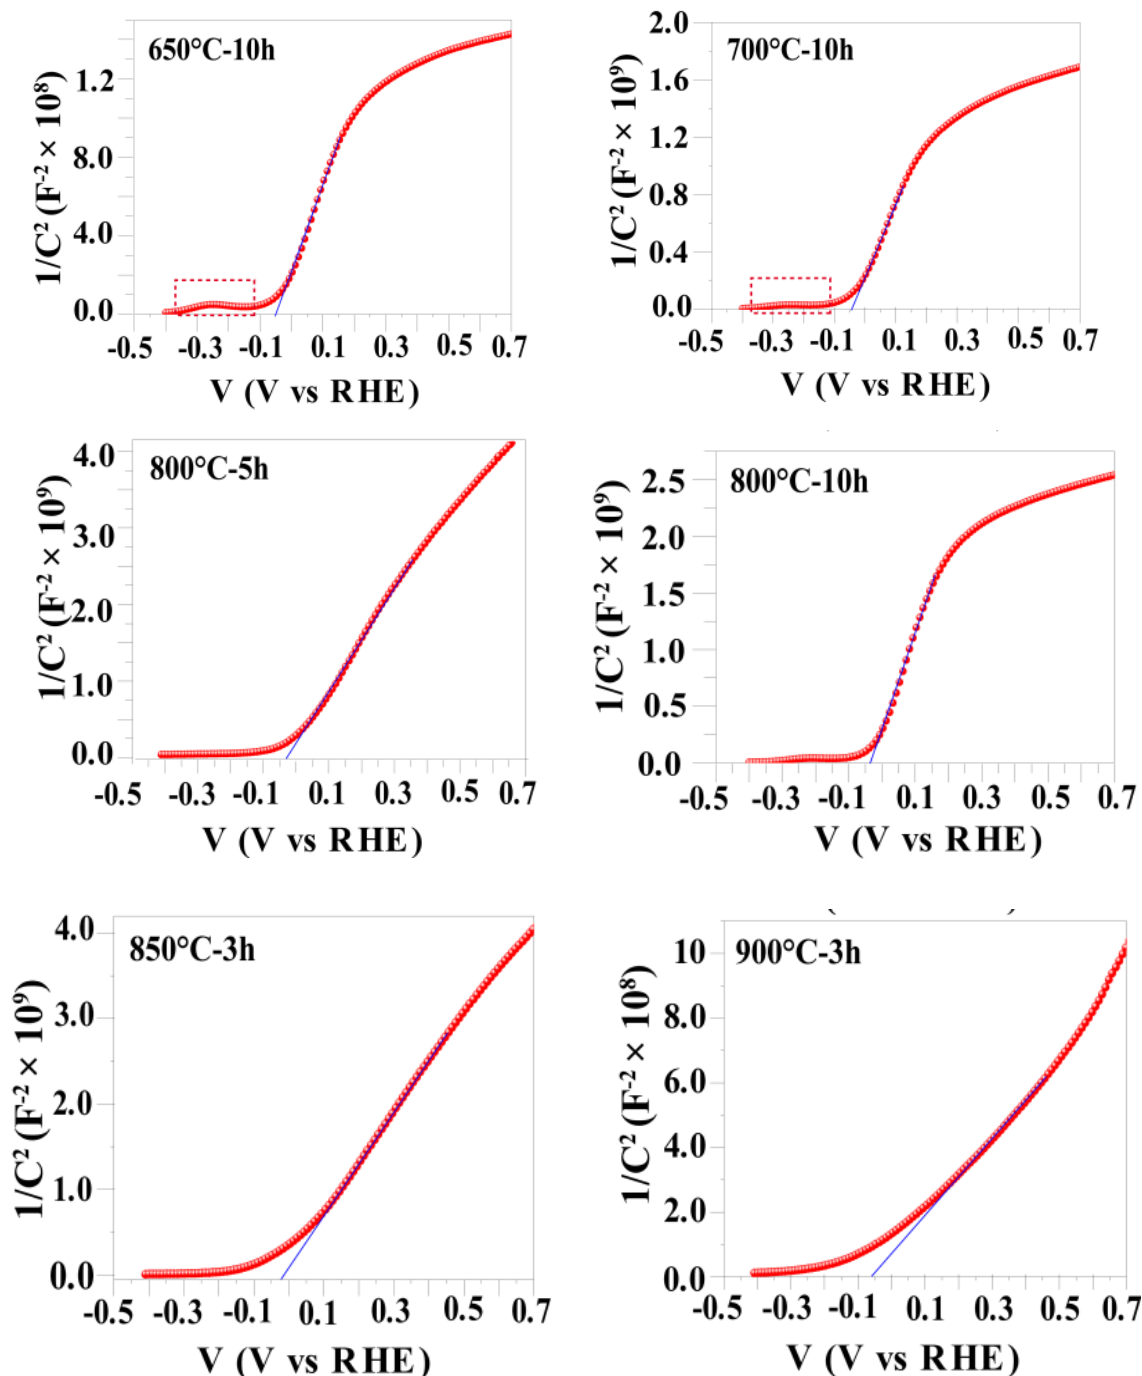 650°C-10h
1/C² (F⁻² × 10⁸)
1.2
8.0
4.0
0.0
-0.5 -0.3 -0.1 0.1 0.3 0.5 0.7
V (V vs RHE)
700°C-10h
1/C² (F⁻² × 10⁹)
2.0
1.6
1.2
0.8
0.4
0.0
-0.5 -0.3 -0.1 0.1 0.3 0.5 0.7
V (V vs RHE)
800°C-5h
1/C² (F⁻² × 10⁹)
4.0
3.0
2.0
1.0
0.0
-0.5 -0.3 -0.1 0.1 0.3 0.5 0.7
V (V vs RHE)
800°C-10h
1/C² (F⁻² × 10⁹)
2.5
2.0
1.5
1.0
0.5
0.0
-0.5 -0.3 -0.1 0.1 0.3 0.5 0.7
V (V vs RHE)
850°C-3h
1/C² (F⁻² × 10⁹)
4.0
3.0
2.0
1.0
0.0
-0.5 -0.3 -0.1 0.1 0.3 0.5 0.7
V (V vs RHE)
900°C-3h
1/C² (F⁻² × 10⁸)
10
8.0
6.0
4.0
2.0
0.0
-0.5 -0.3 -0.1 0.1 0.3 0.5 0.7
V (V vs RHE)